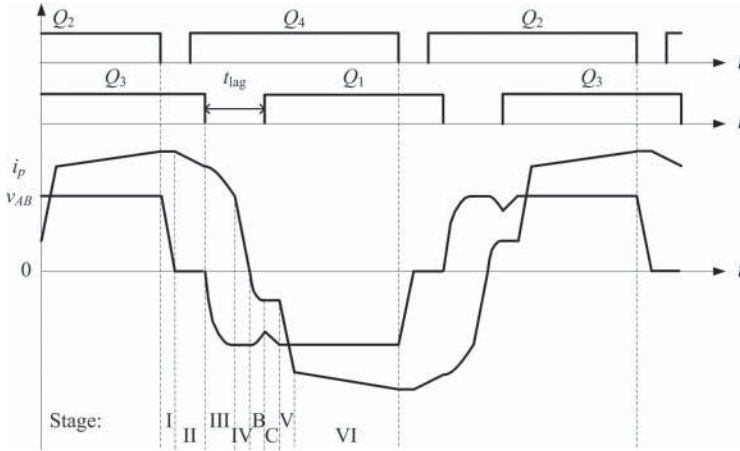 Q2 Q4 Q2
Q3 tlag Q1 Q3
ip
vAB
0
Stage: I II III IV B C V VI